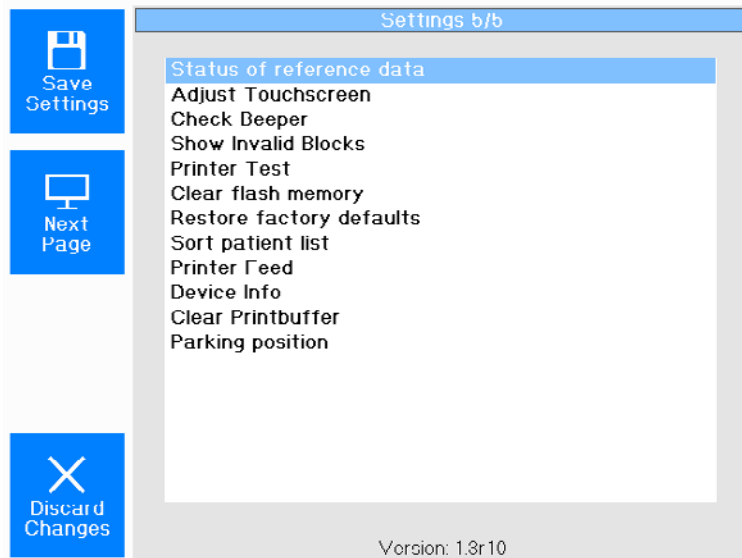 Settings 5/5
Save
Settings
Next
Page
Discard
Changes
Status of reference data
Adjust Touchscreen
Check Beeper
Show Invalid Blocks
Printer Test
Clear flash memory
Restore factory defaults
Sort patient list
Printer Feed
Device Info
Clear Printbuffer
Parking position
Version: 1.3r10